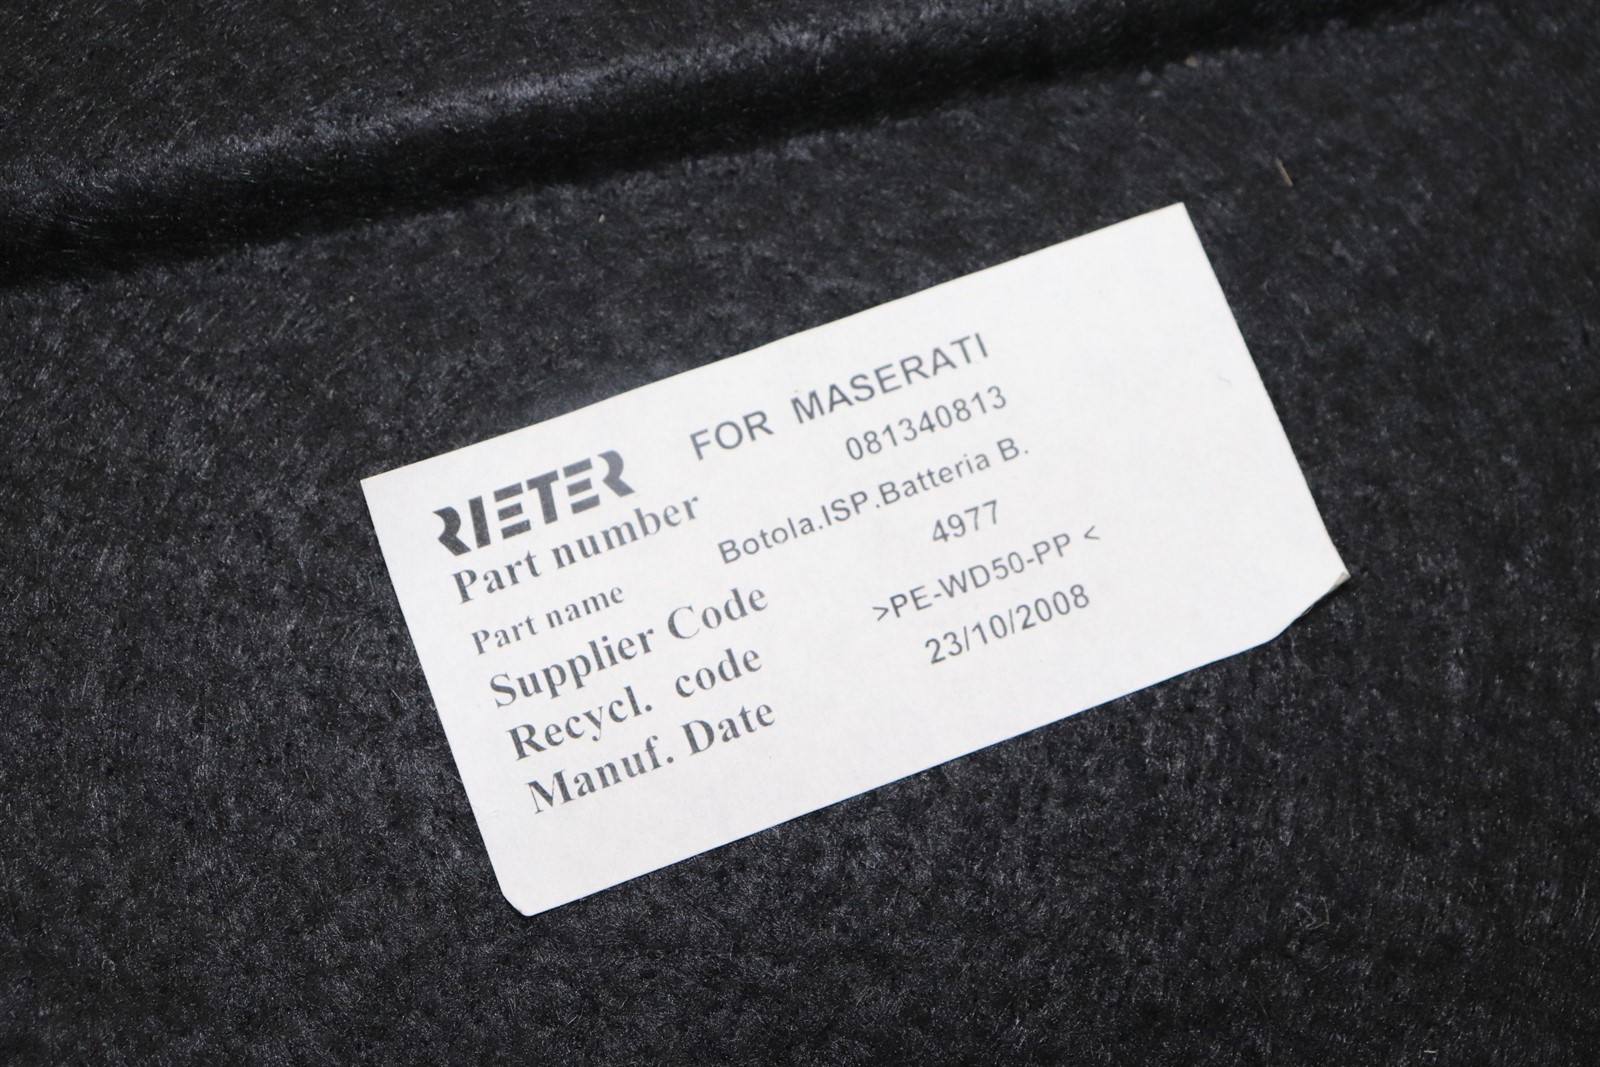 RIETER FOR MASERATI
Part number 081340813
Part name Botola.ISP.Batteria B.
Supplier Code 4977
Recycl. code >PE-WD50-PP <
Manuf. Date 23/10/2008